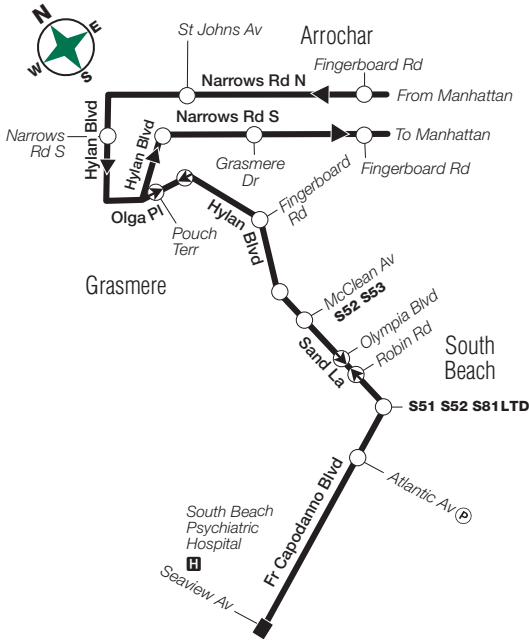 N
E
W
S
St Johns Av
Arrochar
Fingerboard Rd
Narrows Rd N
From Manhattan
Narrows Rd S
Hylan Blvd
Hylan Blvd
Narrows
Rd S
To Manhattan
Grasmere
Dr
Fingerboard Rd
Olga Pl
Pouch
Terr
Hylan Blvd
Fingerboard
Rd
Grasmere
McClean Av
S52 S53
Sand La
Olympia Blvd
Robin Rd
South
Beach
S51 S52 S81LTD
Fr Capodanno Blvd
Atlantic Av P
South Beach
Psychiatric
Hospital
H
Seaview Av